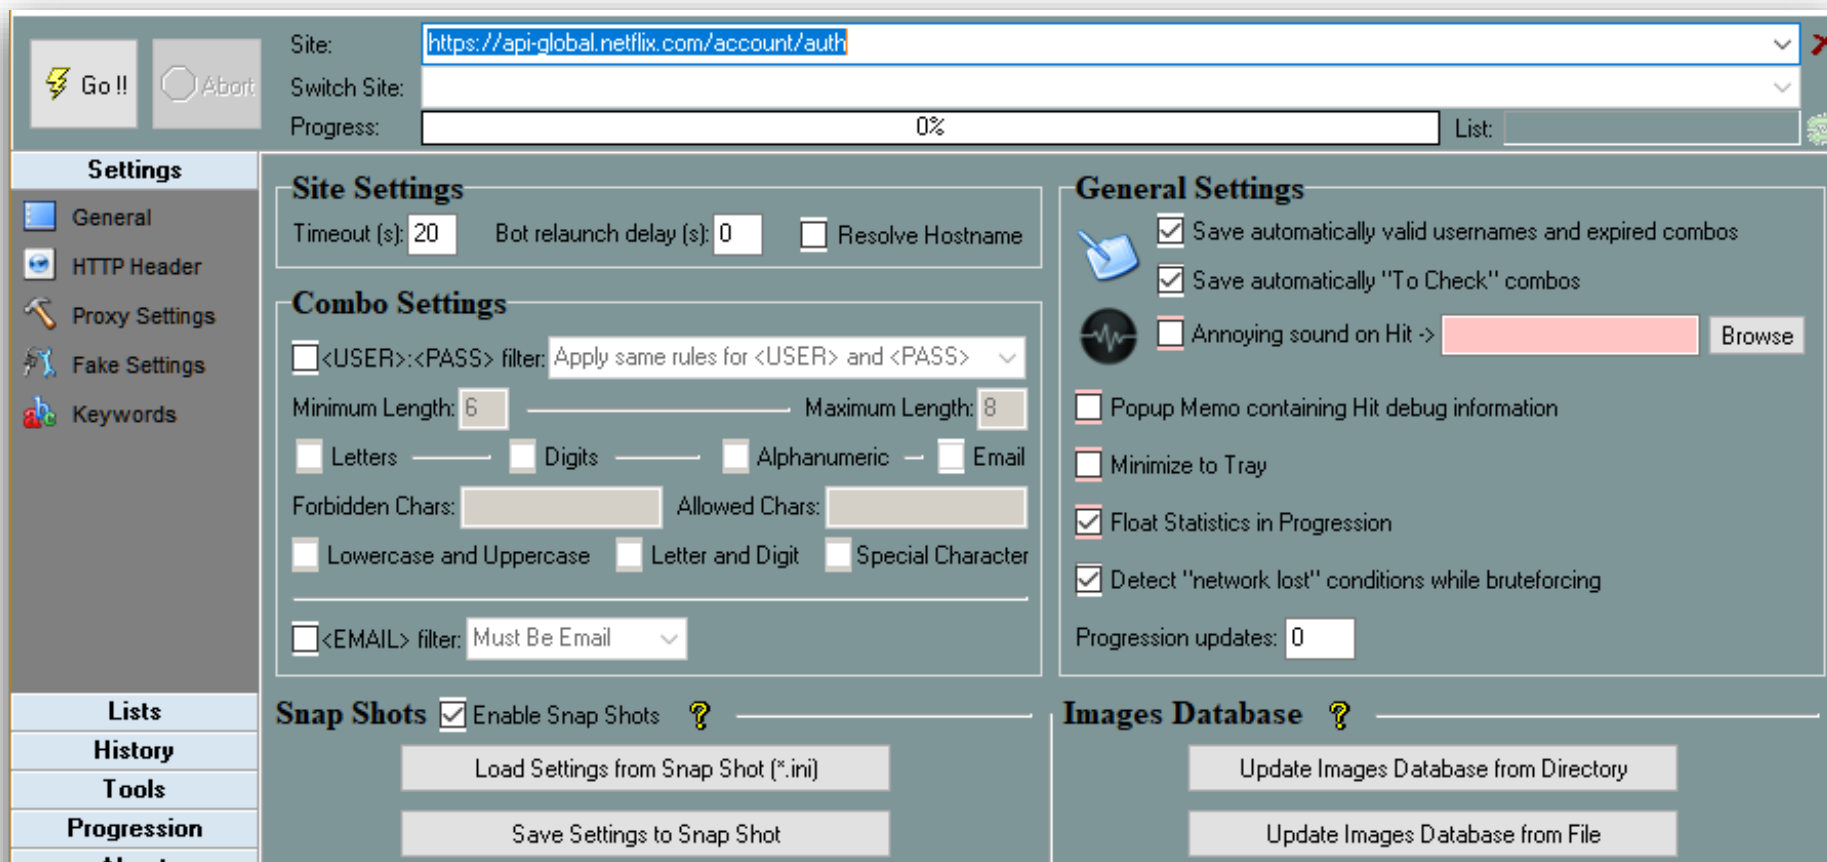 Go !!
Abort
Site: https://api-global.netflix.com/account/auth
Switch Site:
Progress: 0% List:
Settings
General
HTTP Header
Proxy Settings
Fake Settings
abc Keywords
Lists
History
Tools
Progression
Site Settings
Timeout (s): 20 Bot relaunch delay (s): 0 Resolve Hostname
Combo Settings
<USER>:<PASS> filter: Apply same rules for <USER> and <PASS>
Minimum Length: 6 Maximum Length: 8
Letters Digits Alphanumeric Email
Forbidden Chars: Allowed Chars:
Lowercase and Uppercase Letter and Digit Special Character
<EMAIL> filter: Must Be Email
General Settings
Save automatically valid usernames and expired combos
Save automatically "To Check" combos
Annoying sound on Hit -> Browse
Popup Memo containing Hit debug information
Minimize to Tray
Float Statistics in Progression
Detect "network lost" conditions while bruteforcing
Progression updates: 0
Snap Shots Enable Snap Shots ?
Load Settings from Snap Shot (*.ini)
Save Settings to Snap Shot
Images Database ?
Update Images Database from Directory
Update Images Database from File